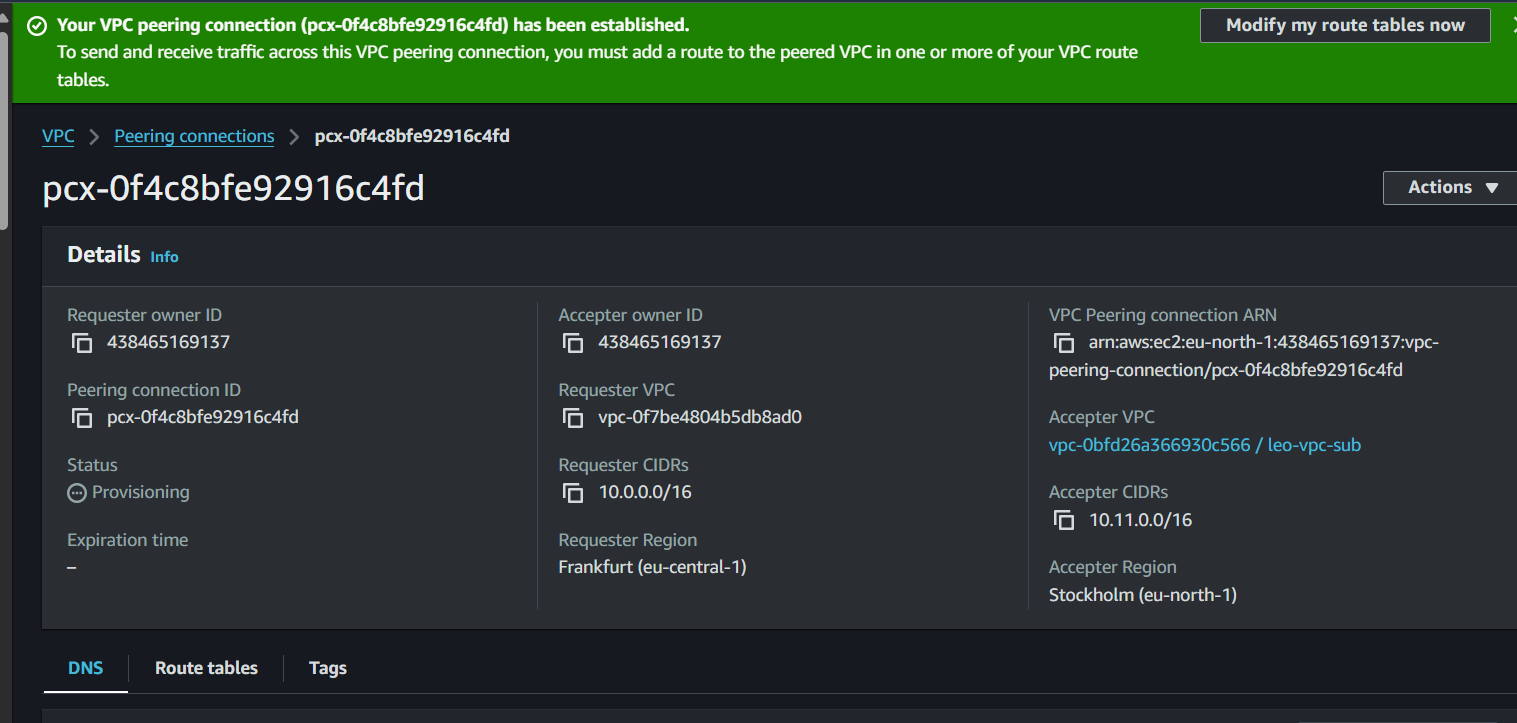 Your VPC peering connection (pcx-0f4c8bfe92916c4fd) has been established.
To send and receive traffic across this VPC peering connection, you must add a route to the peered VPC in one or more of your VPC route
tables.
Modify my route tables now
VPC
Peering connections
pcx-0f4c8bfe92916c4fd
pcx-0f4c8bfe92916c4fd
Actions
Details Info
Requester owner ID
438465169137
Peering connection ID
pcx-0f4c8bfe92916c4fd
Status
Provisioning
Expiration time
–
Accepter owner ID
438465169137
Requester VPC
vpc-0f7be4804b5db8ad0
Requester CIDRs
10.0.0.0/16
Requester Region
Frankfurt (eu-central-1)
VPC Peering connection ARN
arn:aws:ec2:eu-north-1:438465169137:vpc-
peering-connection/pcx-0f4c8bfe92916c4fd
Accepter VPC
vpc-0bfd26a366930c566 / leo-vpc-sub
Accepter CIDRs
10.11.0.0/16
Accepter Region
Stockholm (eu-north-1)
DNS
Route tables
Tags